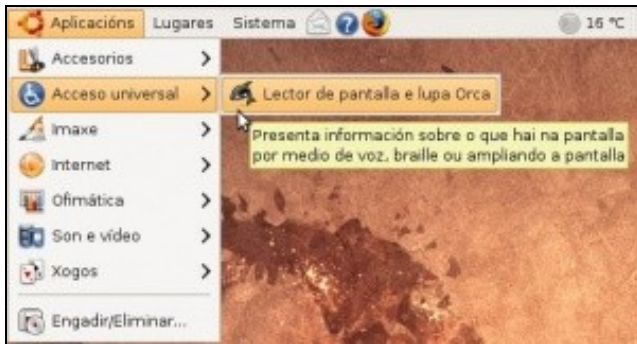 Aplicacións Lugares Sistema 16 °C
Accesorios
Acceso universal
Lector de pantalla e lupa Orca
Presenta información sobre o que hai na pantalla
por medio de voz, braille ou ampliando a pantalla
Imaxe
Internet
Ofimática
Son e vídeo
Xogos
Engadir/Eliminar...